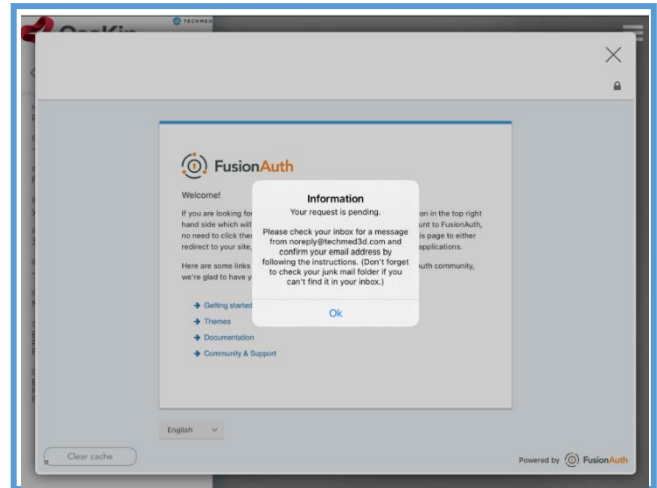 TECHMED
FusionAuth
Welcome!
If you are looking for
on in the top right
hand side which will
unt to FusionAuth,
no need to click
is page to either
redirect to your site,
applications.
Here are some links
uth community,
we're glad to have y
Information
Your request is pending.
Please check your inbox for a message
from noreply@techmed3d.com and
confirm your email address by
following the instructions. (Don't forget
to check your junk mail folder if you
can't find it in your inbox.)
Ok
Getting started
Themes
Documentation
Community & Support
English
Clear cache
Powered by FusionAuth